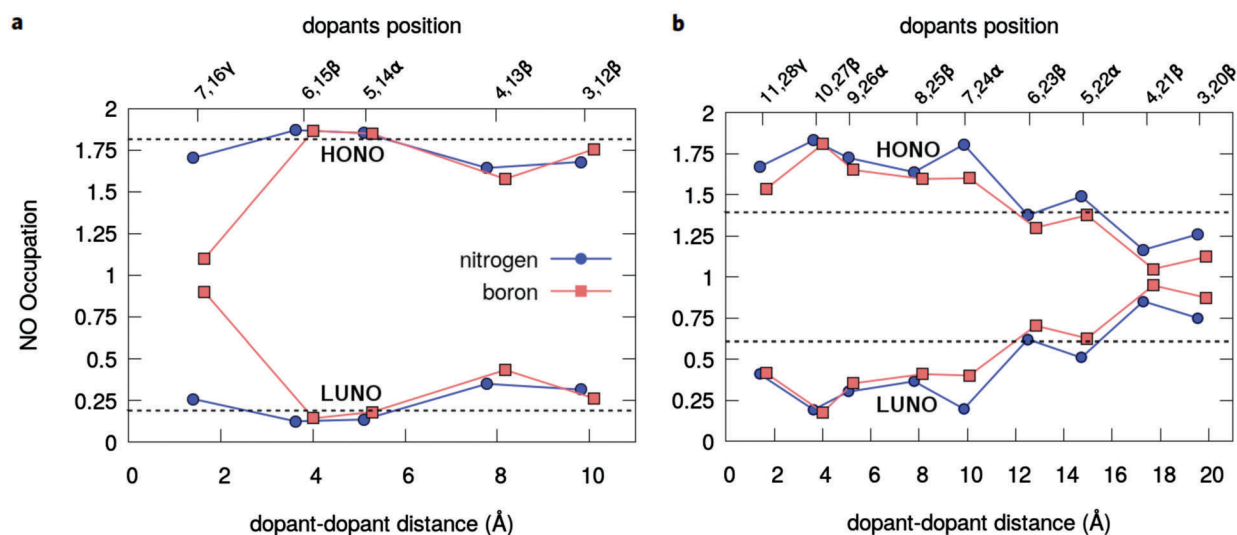 a
dopants position
7,16γ
6,15β
5,14α
4,13β
3,12β
2
1.75
1.5
1.25
1
0.75
0.5
0.25
0
NO Occupation
HONO
nitrogen
boron
LUNO
0
2
4
6
8
10
dopant-dopant distance (Å)
b
dopants position
11,28γ
10,27β
9,26α
8,25β
7,24α
6,23β
5,22α
4,21β
3,20β
2
1.75
1.5
1.25
1
0.75
0.5
0.25
0
HONO
LUNO
0
2
4
6
8
10
12
14
16
18
20
dopant-dopant distance (Å)